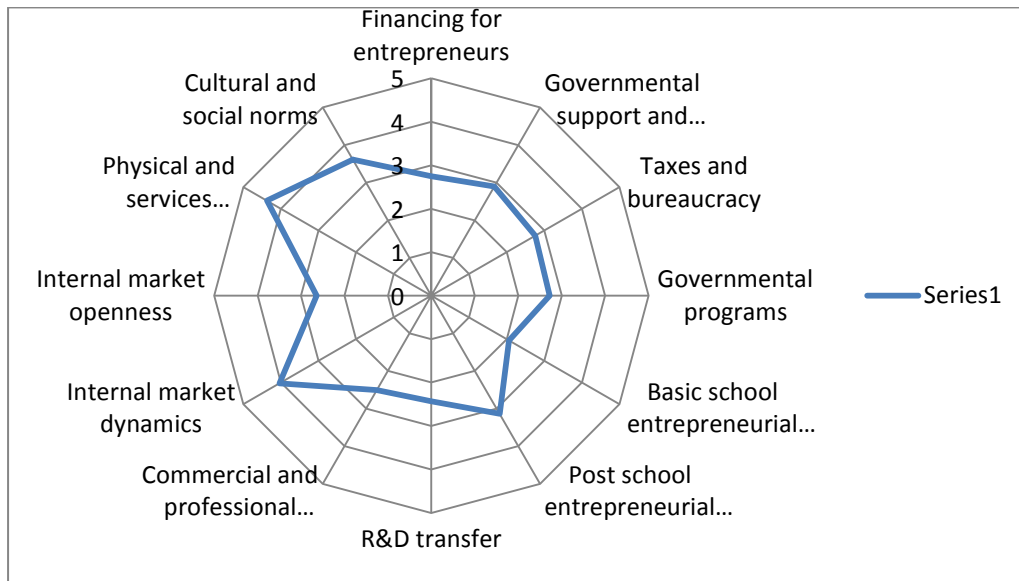 Financing for
entrepreneurs
Governmental
support and...
Taxes and
bureaucracy
Governmental
programs
Basic school
entrepreneurial...
Post school
entrepreneurial...
R&D transfer
Commercial and
professional...
Internal market
dynamics
Internal market
openness
Physical and
services...
Cultural and
social norms
5
4
3
2
1
0
Series1